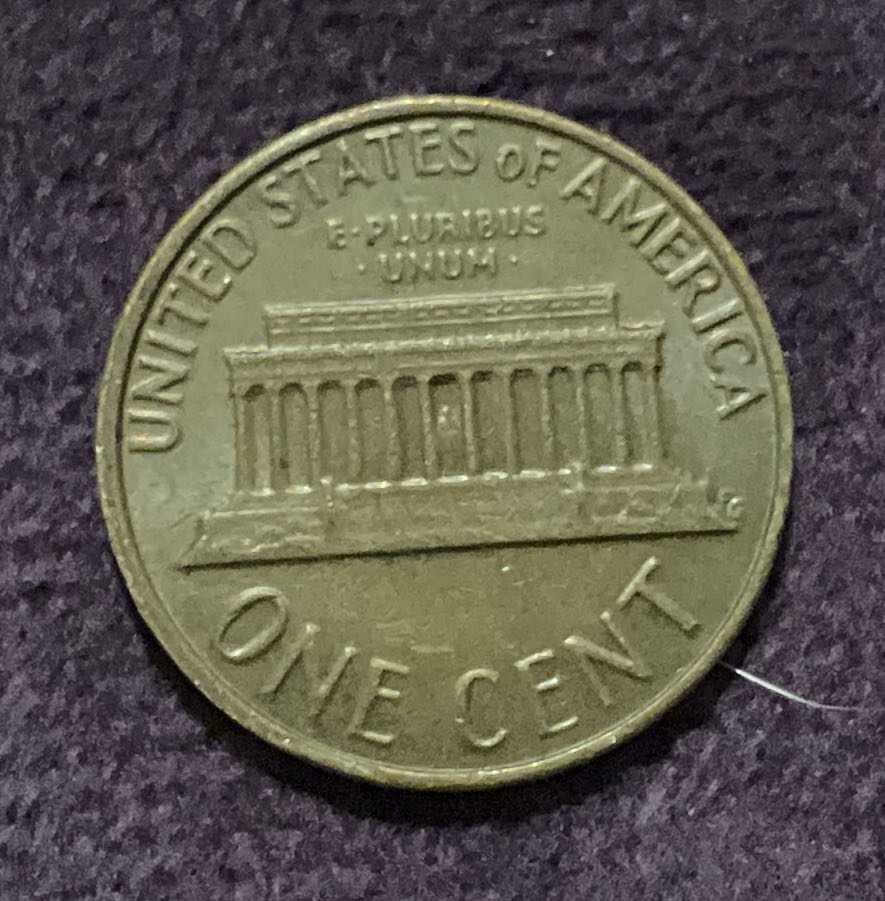 UNITED STATES OF AMERICA
E·PLURIBUS
·UNUM·
ONE CENT